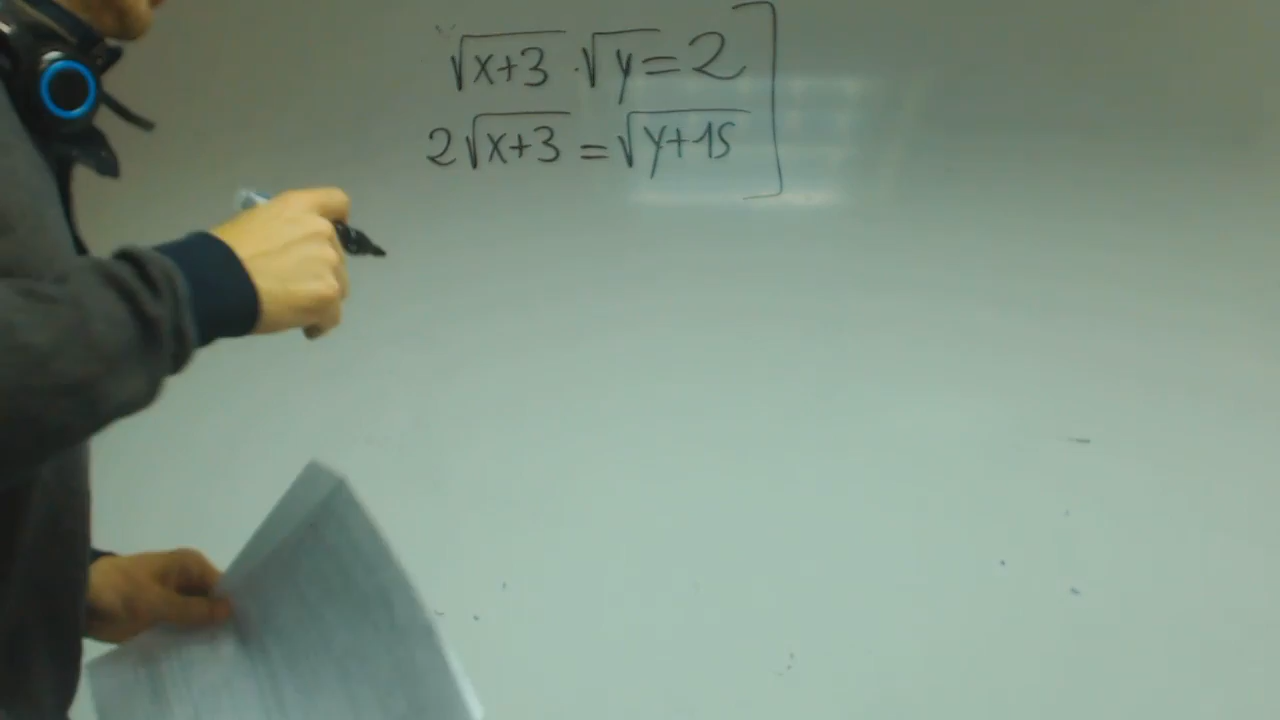 √x+3 · √y = 2
2√x+3 = √y+15